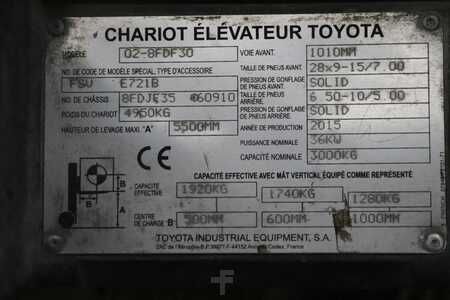 CHARIOT ÉLÉVATEUR TOYOTA
MODÈLE 02-8FDF30
No DE CODE DE MODÈLE SPÉCIAL, TYPE D'ACCESSOIRE
FSV E721B
No DE CHÂSSIS 8FDJE35 60910
POIDS DU CHARIOT 4950KG
HAUTEUR DE LEVAGE MAXI. "A" 5500MM
VOIE AVANT. 1010MM
TAILLE DE PNEUS AVANT. 28x9-15/7.00
PRESSION DE GONFLAGE DE PNEUS AVANT. SOLID
TAILLE DE PNEUS ARRIÈRE. 6.50-10/5.00
PRESSION DE GONFLAGE DE PNEUS ARRIÈRE. SOLID
ANNÉE DE PRODUCTION 2015
PUISSANCE NOMINALE 36KW
CAPACITÉ NOMINALE 3000KG
CE
CAPACITÉ EFFECTIVE AVEC MÂT VERTICAL ÉQUIPÉ COMME REPRÉSENTÉ
CAPACITÉ EFFECTIVE 1920KG 1740KG 1280KG
CENTRE DE CHARGE B 500MM 600MM 1000MM
B
B
A
TOYOTA INDUSTRIAL EQUIPMENT, S.A.